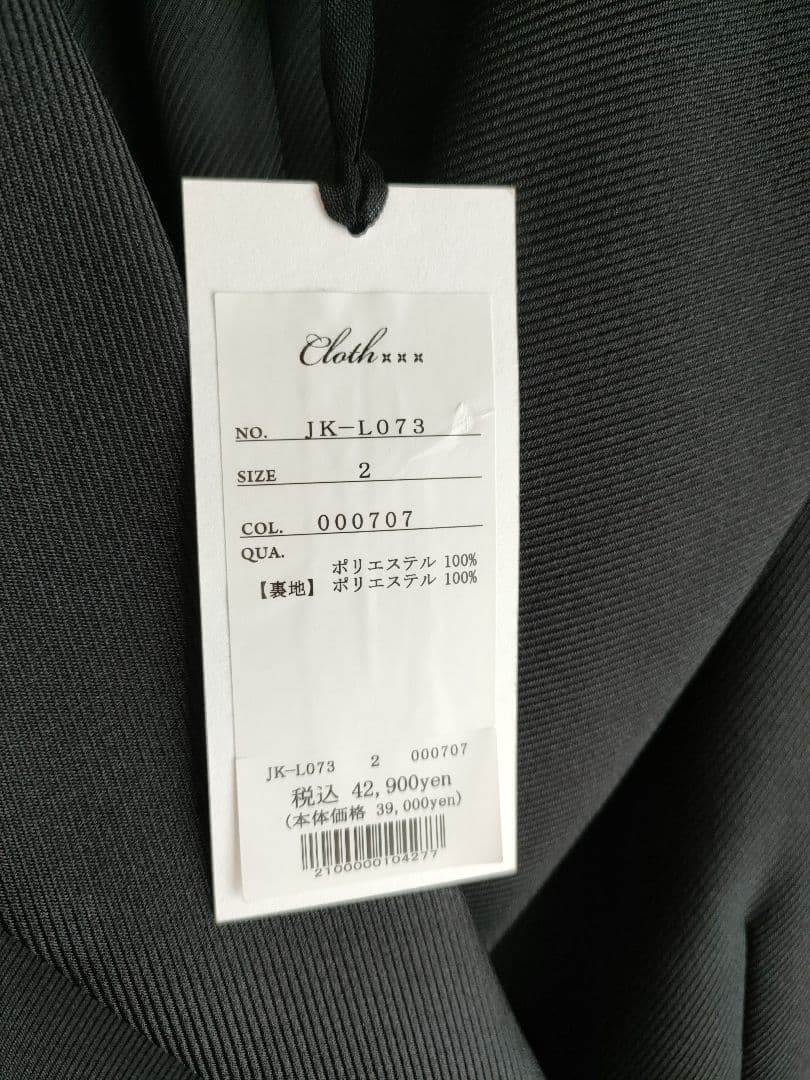 Cloth×××
NO. JK-L073
SIZE 2
COL. 000707
QUA.
ポリエステル 100%
【裏地】 ポリエステル 100%
JK-L073 2 000707
税込 42,900yen
(本体価格 39,000yen)
2100000104277